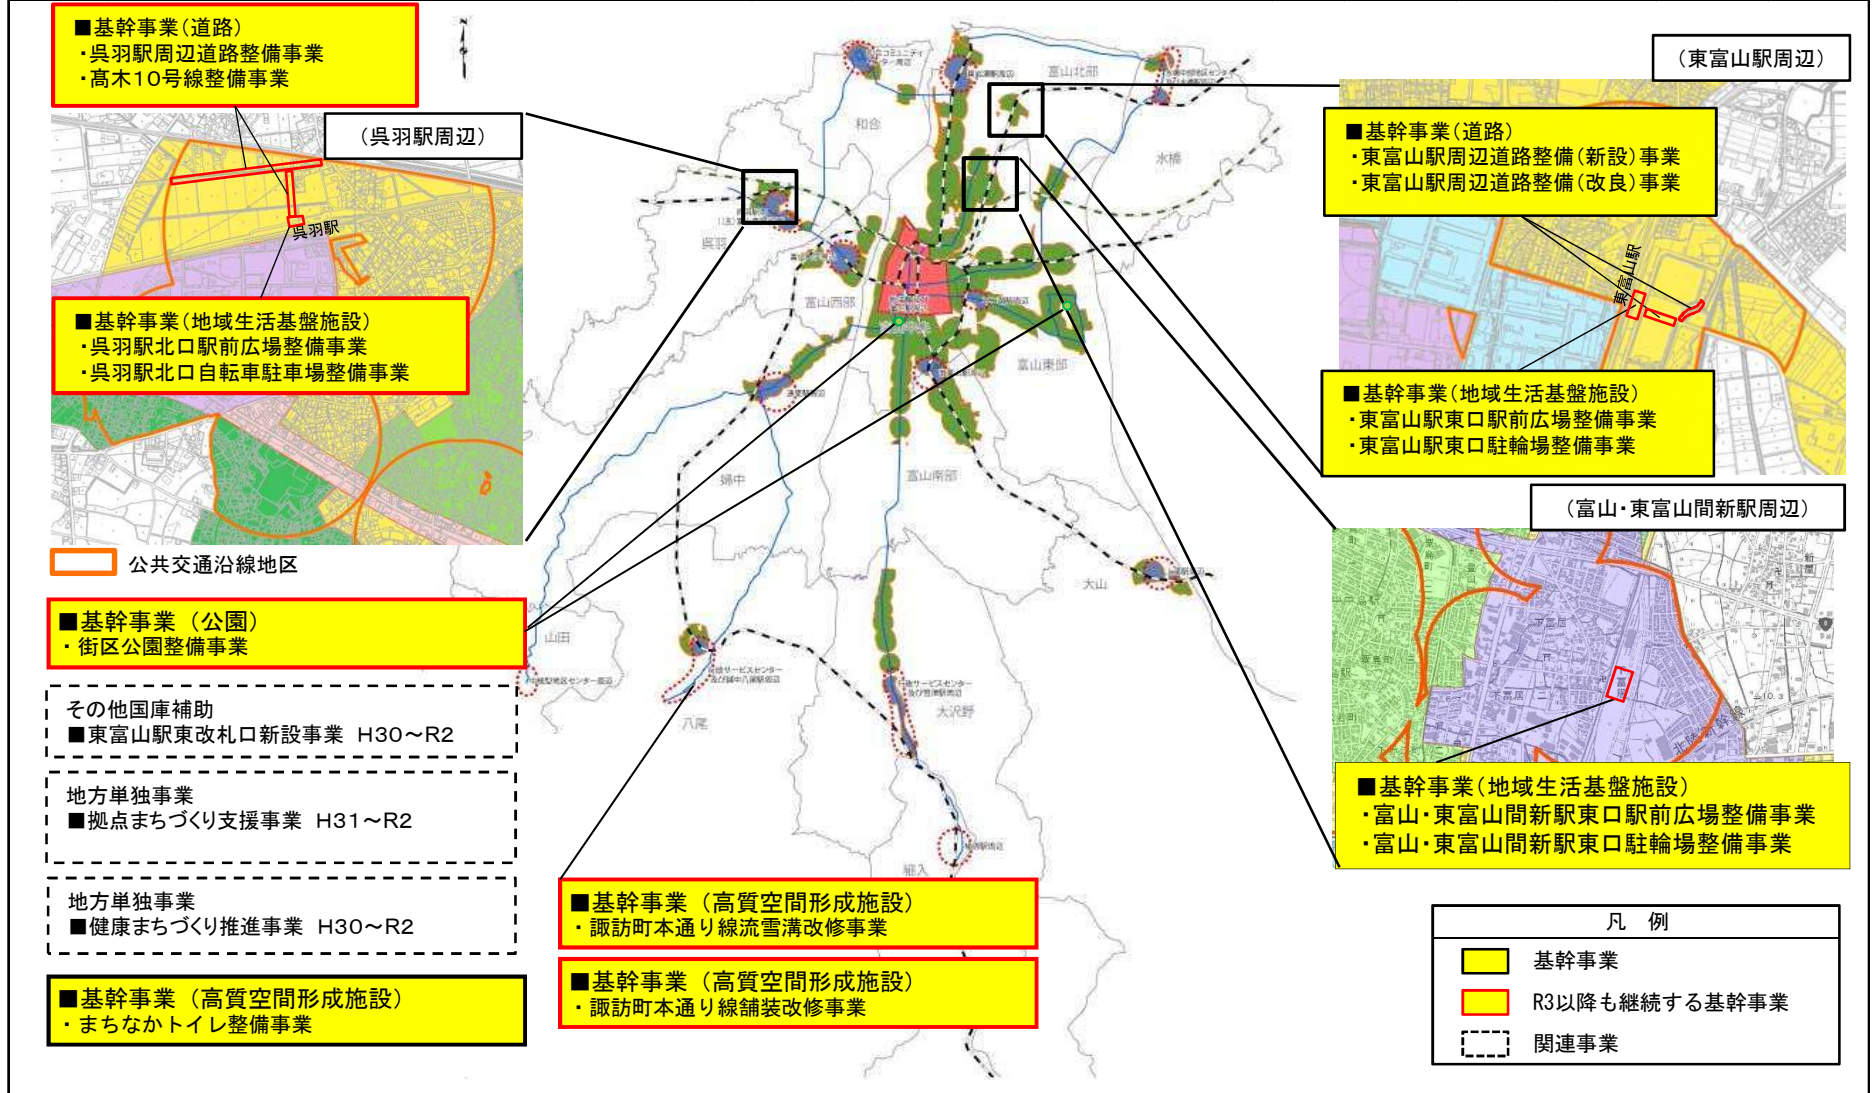 ■基幹事業(道路)
・呉羽駅周辺道路整備事業
・髙木10号線整備事業
(呉羽駅周辺)
呉羽駅
■基幹事業(地域生活基盤施設)
・呉羽駅北口駅前広場整備事業
・呉羽駅北口自転車駐車場整備事業
公共交通沿線地区
■基幹事業（公園）
・街区公園整備事業
その他国庫補助
■東富山駅東改札口新設事業 H30～R2
地方単独事業
■拠点まちづくり支援事業 H31～R2
地方単独事業
■健康まちづくり推進事業 H30～R2
■基幹事業（高質空間形成施設）
・まちなかトイレ整備事業
富山北部
和合
水橋
呉羽
富山西部
富山東部
富山南部
婦中
大山
山田
八尾
大沢野
細入
■基幹事業（高質空間形成施設）
・諏訪町本通り線流雪溝改修事業
■基幹事業（高質空間形成施設）
・諏訪町本通り線舗装改修事業
(東富山駅周辺)
■基幹事業(道路)
・東富山駅周辺道路整備(新設)事業
・東富山駅周辺道路整備(改良)事業
東富山駅
■基幹事業(地域生活基盤施設)
・東富山駅東口駅前広場整備事業
・東富山駅東口駐輪場整備事業
(富山・東富山間新駅周辺)
下富居
北陸新幹線
■基幹事業(地域生活基盤施設)
・富山・東富山間新駅東口駅前広場整備事業
・富山・東富山間新駅東口駐輪場整備事業
凡 例
基幹事業
R3以降も継続する基幹事業
関連事業